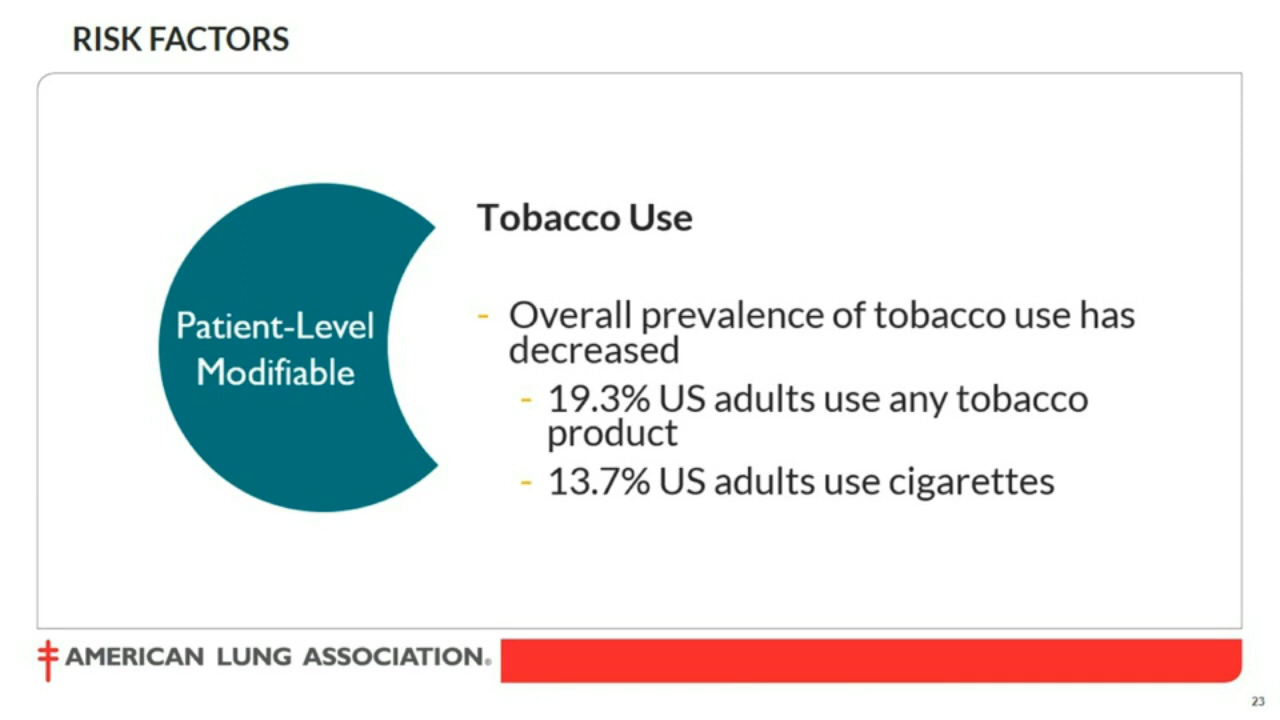 RISK FACTORS
Patient-Level
Modifiable
Tobacco Use
- Overall prevalence of tobacco use has
decreased
- 19.3% US adults use any tobacco
product
- 13.7% US adults use cigarettes
AMERICAN LUNG ASSOCIATION®
23